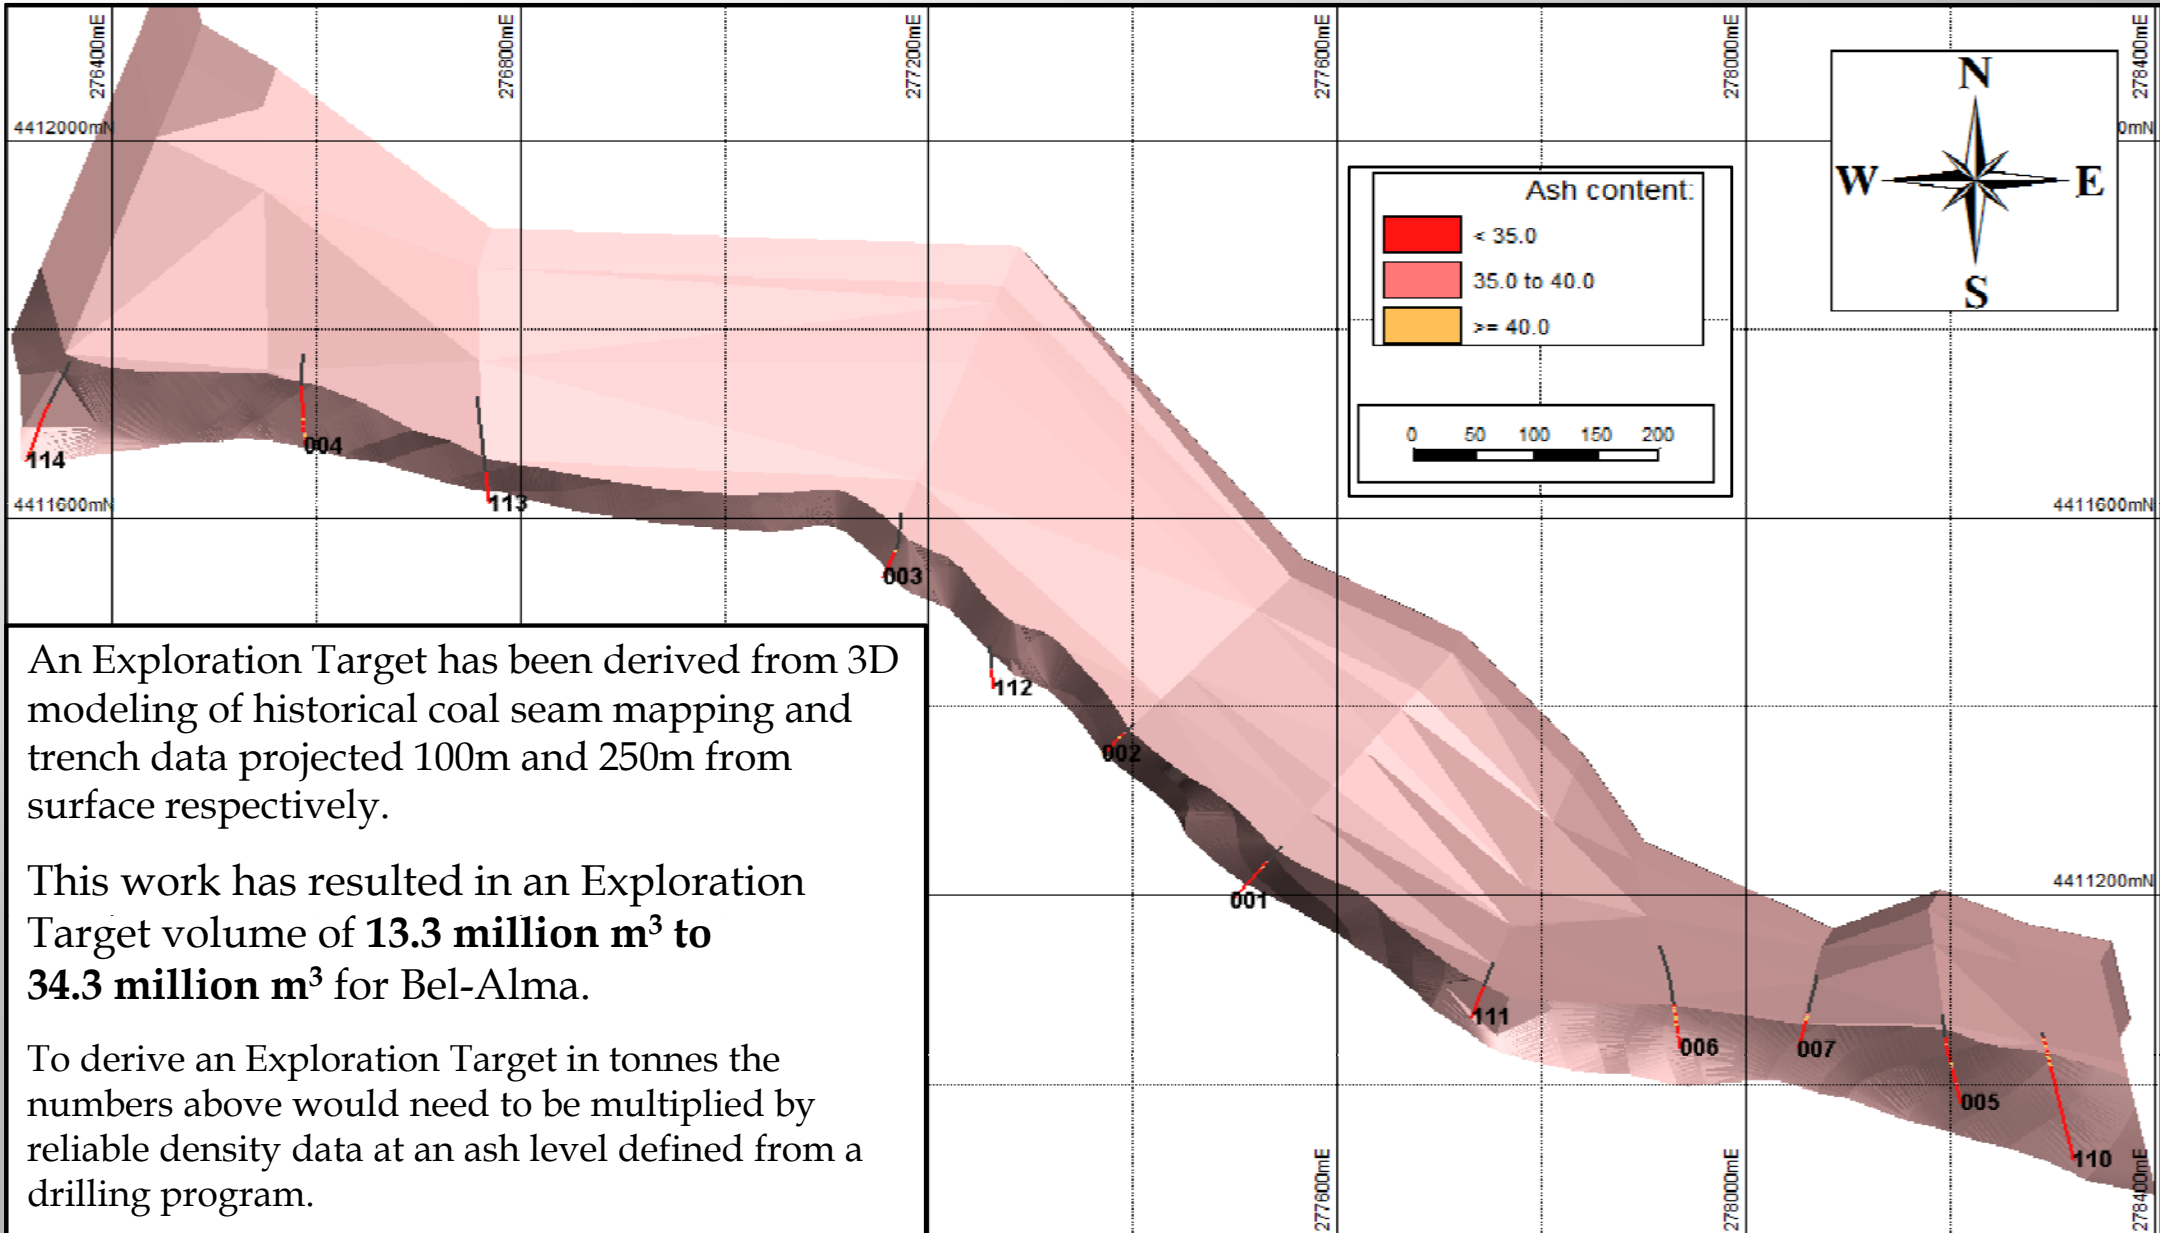 276400mE
276800mE
277200mE
277600mE
278000mE
278400mE
N
4412000mN
0mN
W
E
Ash content:
< 35.0
35.0 to 40.0
>= 40.0
S
0 50 100 150 200
004
114
113
4411600mN
4411600mN
003
112
002
001
4411200mN
111
006
007
005
110
An Exploration Target has been derived from 3D
modeling of historical coal seam mapping and
trench data projected 100m and 250m from
surface respectively.
This work has resulted in an Exploration
Target volume of 13.3 million m³ to
34.3 million m³ for Bel-Alma.
To derive an Exploration Target in tonnes the
numbers above would need to be multiplied by
reliable density data at an ash level defined from a
drilling program.
277600mE
278000mE
278400mE